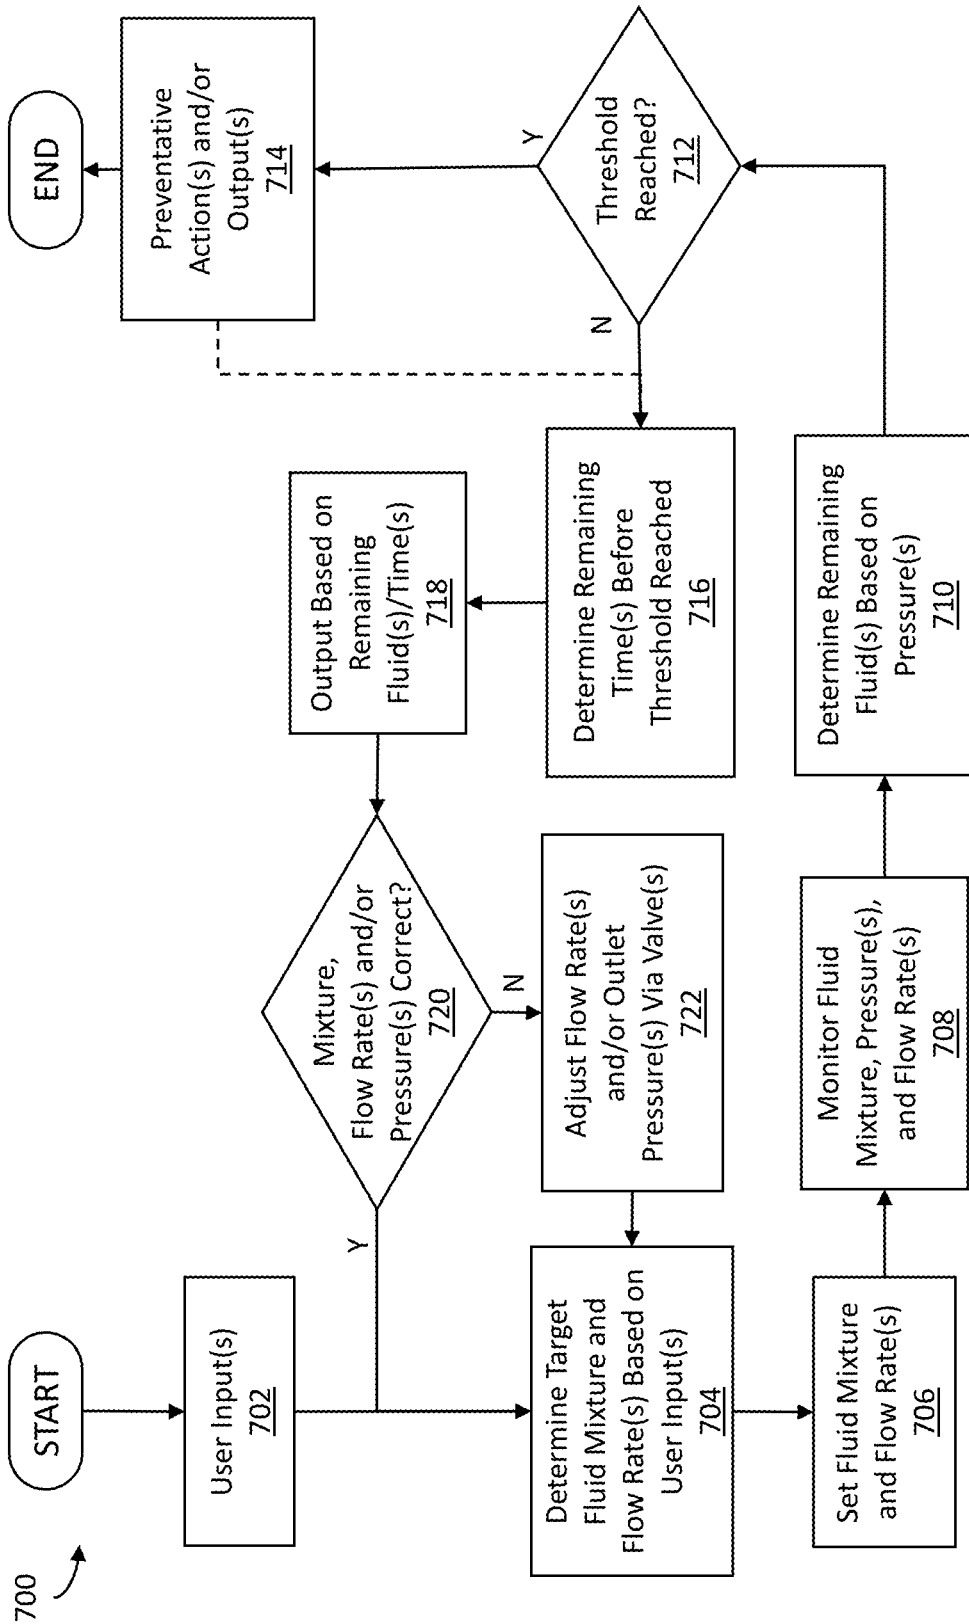 700
START
User Input(s)
702
Determine Target
Fluid Mixture and
Flow Rate(s) Based on
User Input(s)
704
Set Fluid Mixture
and Flow Rate(s)
706
Monitor Fluid
Mixture, Pressure(s),
and Flow Rate(s)
708
Determine Remaining
Fluid(s) Based on
Pressure(s)
710
Threshold
Reached?
712
Y
N
Preventative
Action(s) and/or
Output(s)
714
END
Determine Remaining
Time(s) Before
Threshold Reached
716
Output Based on
Remaining
Fluid(s)/Time(s)
718
Mixture,
Flow Rate(s) and/or
Pressure(s) Correct?
720
Y
N
Adjust Flow Rate(s)
and/or Outlet
Pressure(s) Via Valve(s)
722